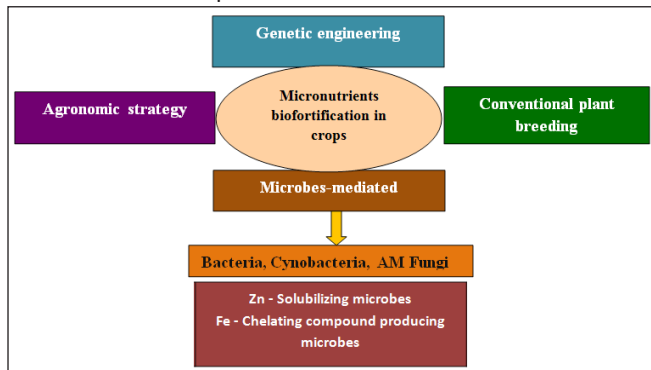 Genetic engineering
Agronomic strategy
Micronutrients
biofortification in
crops
Conventional plant
breeding
Microbes-mediated
Bacteria, Cynobacteria, AM Fungi
Zn - Solubilizing microbes
Fe - Chelating compound producing
microbes